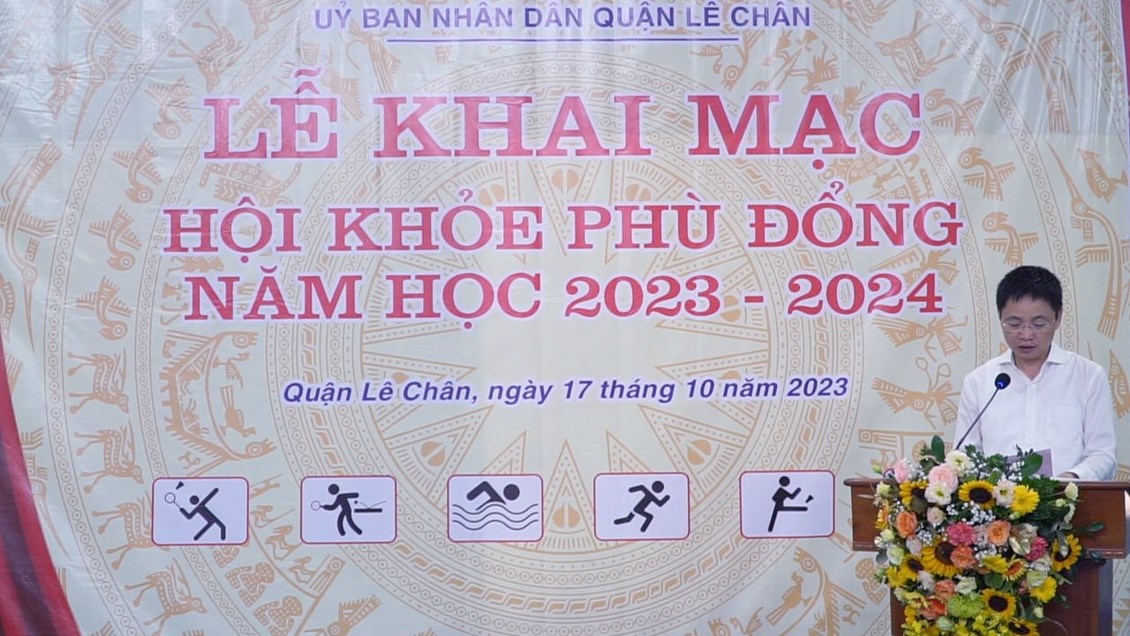 UỶ BAN NHÂN DÂN QUẬN LÊ CHÂN
LỄ KHAI MẠC
HỘI KHỎE PHÙ ĐỔNG
NĂM HỌC 2023 - 2024
Quận Lê Chân, ngày 17 tháng 10 năm 2023